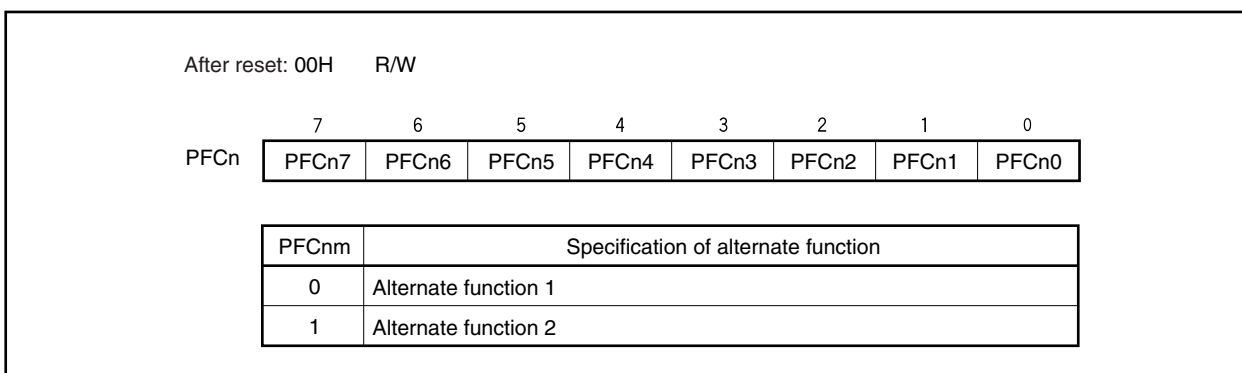 After reset: 00H R/W
7 6 5 4 3 2 1 0
PFCn PFCn7 PFCn6 PFCn5 PFCn4 PFCn3 PFCn2 PFCn1 PFCn0
PFCnm Specification of alternate function
0 Alternate function 1
1 Alternate function 2